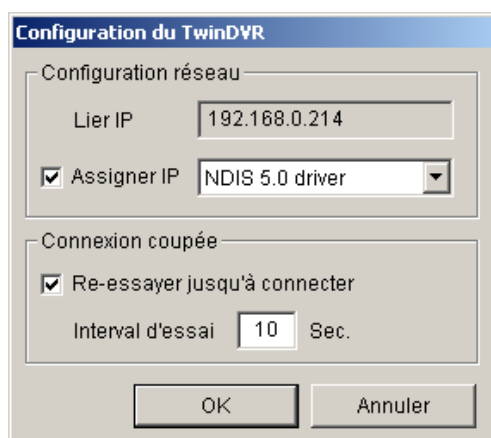 Configuration du TwinDVR
Configuration réseau
Lier IP 192.168.0.214
Assigner IP NDIS 5.0 driver
Connexion coupée
Re-essayer jusqu'à connecter
Interval d'essai 10 Sec.
OK Annuler